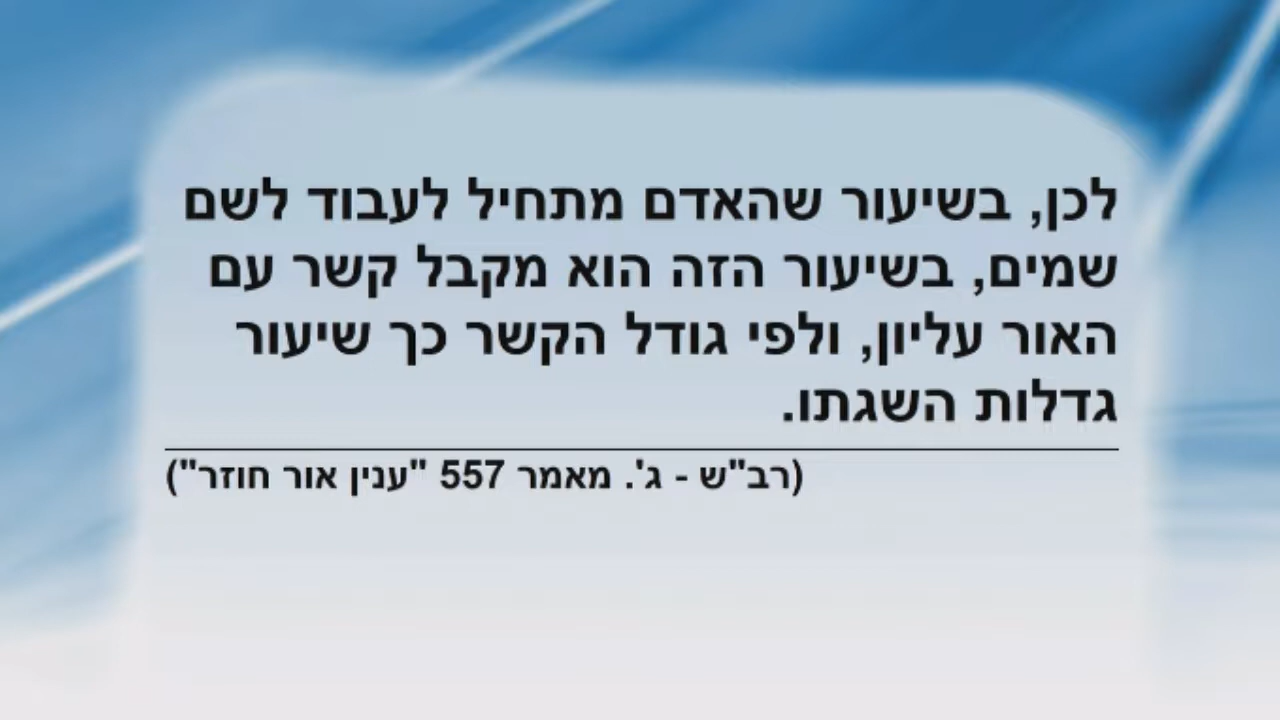 לכן, בשיעור שהאדם מתחיל לעבוד לשם
שמים, בשיעור הזה הוא מקבל קשר עם
האור עליון, ולפי גודל הקשר כך שיעור
גדלות השגתו.
(רב"ש - ג'. מאמר 557 "ענין אור חוזר")